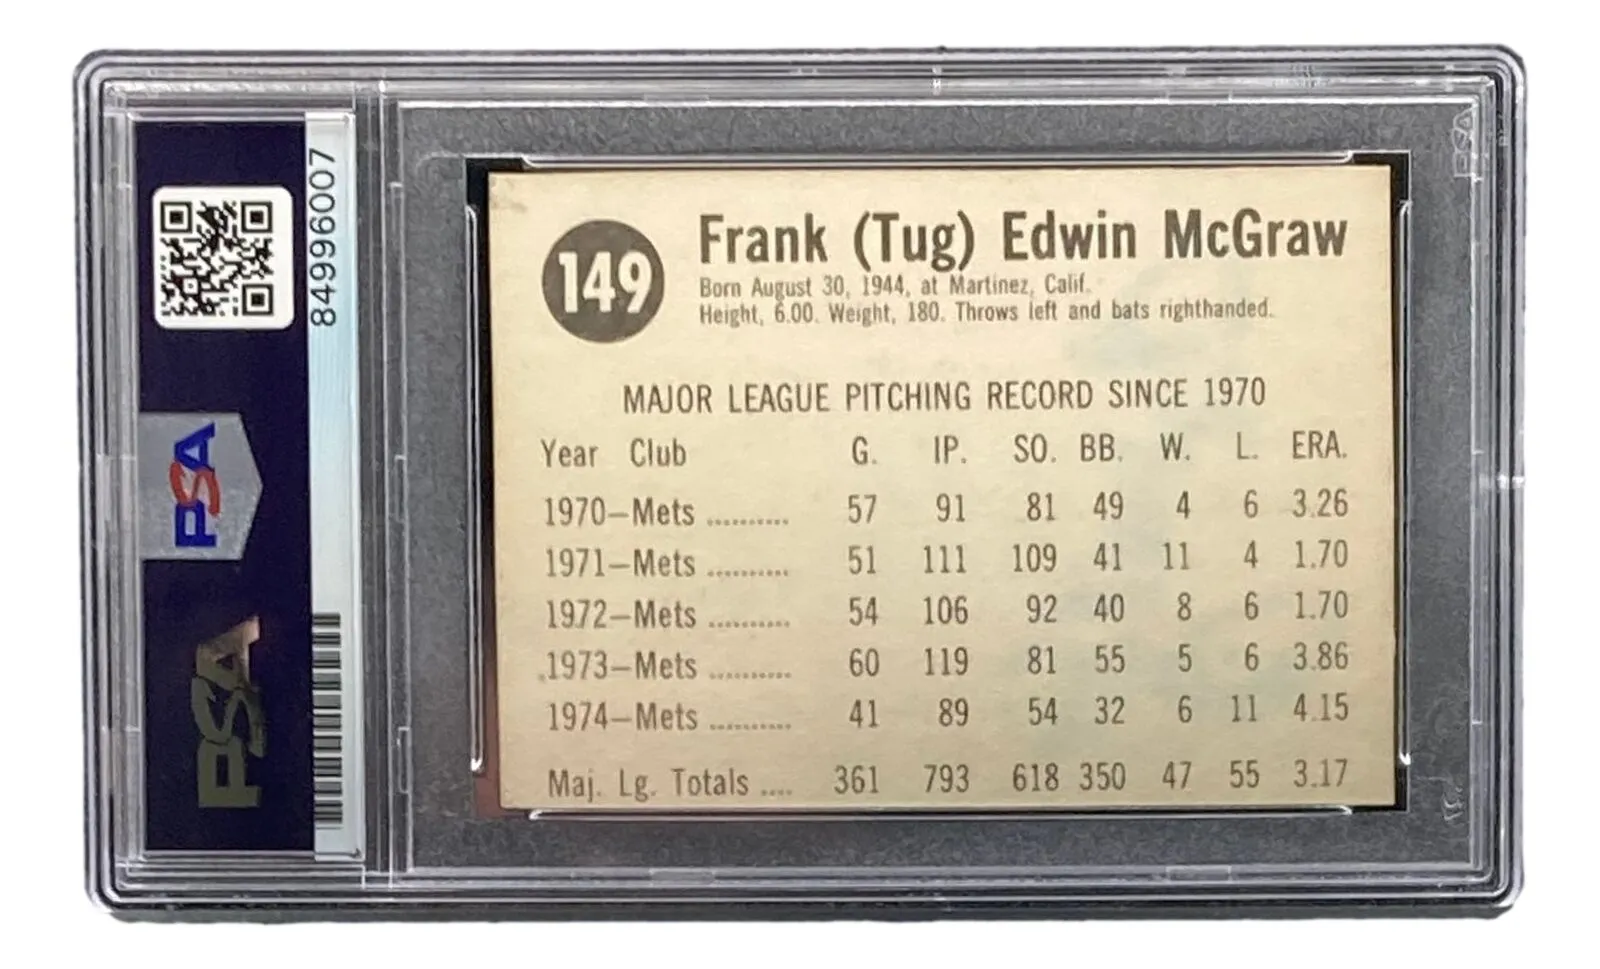 84996007
PSA
PSA
149
Frank (Tug) Edwin McGraw
Born August 30, 1944, at Martinez, Calif.
Height, 6.00. Weight, 180. Throws left and bats righthanded.
MAJOR LEAGUE PITCHING RECORD SINCE 1970
Year Club G. IP. SO. BB. W. L. ERA.
1970—Mets .......... 57 91 81 49 4 6 3.26
1971—Mets .......... 51 111 109 41 11 4 1.70
1972—Mets .......... 54 106 92 40 8 6 1.70
1973—Mets .......... 60 119 81 55 5 6 3.86
1974—Mets .......... 41 89 54 32 6 11 4.15
Maj. Lg. Totals .... 361 793 618 350 47 55 3.17
PSA